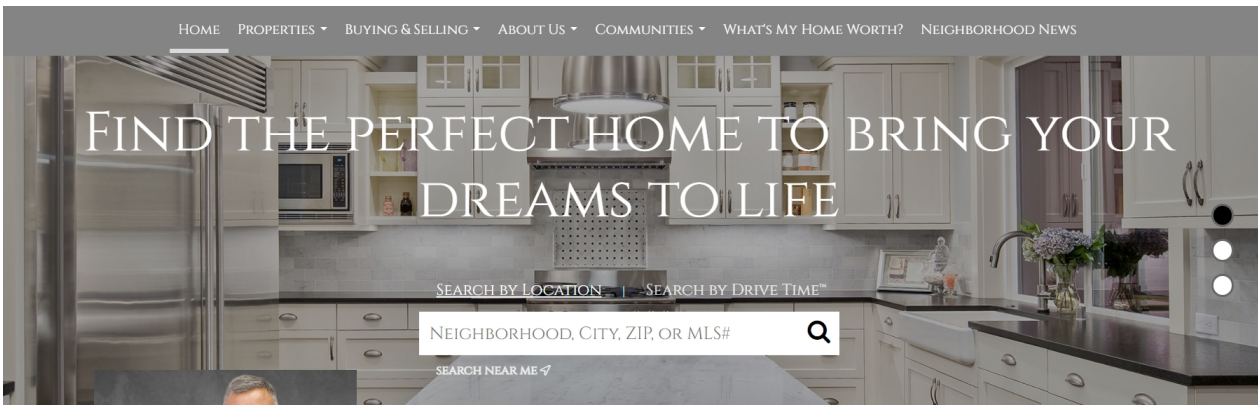 Home Properties Buying & Selling About Us Communities What's My Home Worth? Neighborhood News
Find the perfect home to bring your
dreams to life
Search by Location | Search by Drive Time™
Neighborhood, City, ZIP, or MLS#
Search Near Me